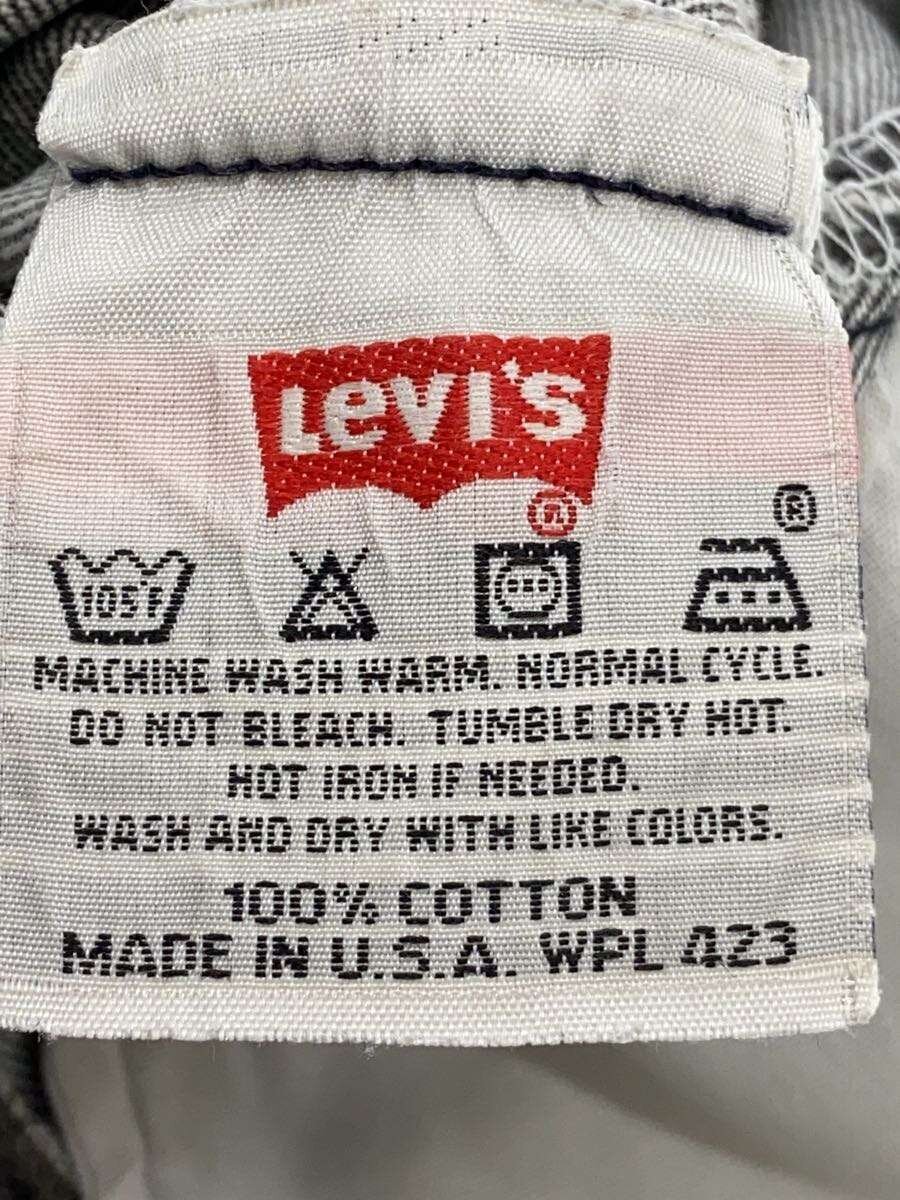 Levi's
®
®
105°F
MACHINE WASH WARM. NORMAL CYCLE.
DO NOT BLEACH. TUMBLE DRY HOT.
HOT IRON IF NEEDED.
WASH AND DRY WITH LIKE COLORS.
100% COTTON
MADE IN U.S.A. WPL 423